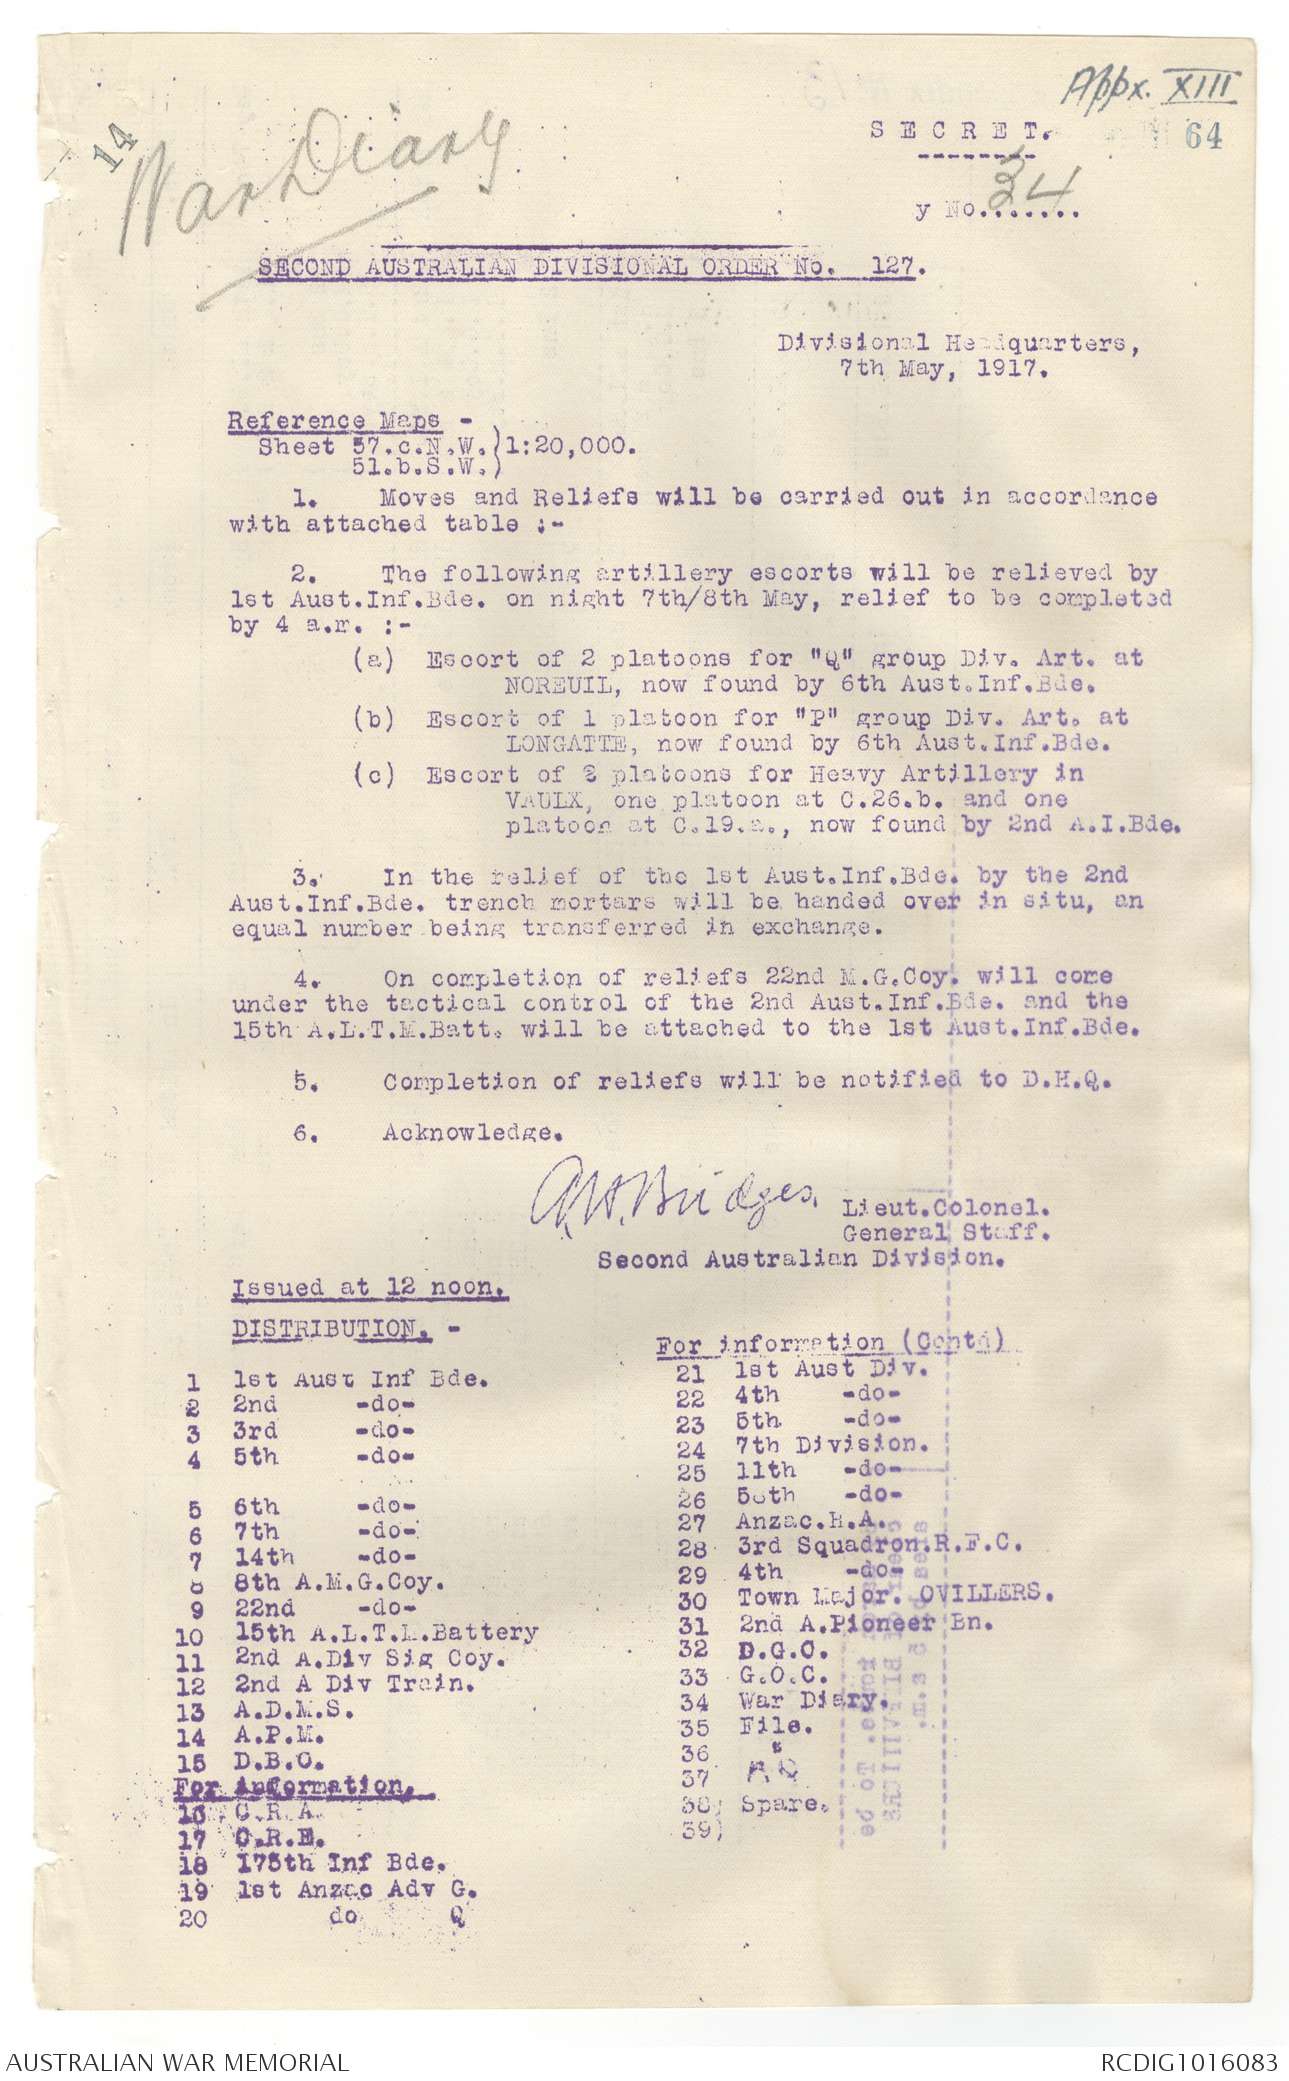 Appx. XIII
64
14
War Diary
SECRET.
y No.......
34
SECOND AUSTRALIAN DIVISIONAL ORDER No. 127.
Divisional Headquarters,
7th May, 1917.
Reference Maps -
Sheet 57.c.N.W.)1:20,000.
51.b.S.W.)
1. Moves and Reliefs will be carried out in accordance
with attached table :-
2. The following artillery escorts will be relieved by
1st Aust.Inf.Bde. on night 7th/8th May, relief to be completed
by 4 a.m. :-
(a) Escort of 2 platoons for "Q" group Div. Art. at
NOREUIL, now found by 6th Aust.Inf.Bde.
(b) Escort of 1 platoon for "P" group Div. Art. at
LONGATTE, now found by 6th Aust.Inf.Bde.
(c) Escort of 2 platoons for Heavy Artillery in
VAULX, one platoon at C.26.b. and one
platoon at C.19.a., now found by 2nd A.I.Bde.
3. In the relief of the 1st Aust.Inf.Bde. by the 2nd
Aust.Inf.Bde. trench mortars will be handed over in situ, an
equal number being transferred in exchange.
4. On completion of reliefs 22nd M.G.Coy. will come
under the tactical control of the 2nd Aust.Inf.Bde. and the
15th A.L.T.M.Batt. will be attached to the 1st Aust.Inf.Bde.
5. Completion of reliefs will be notified to D.H.Q.
6. Acknowledge.
A.H.Bridges. Lieut.Colonel.
General Staff.
Second Australian Division.
Issued at 12 noon.
DISTRIBUTION. -
1 1st Aust Inf Bde.
2 2nd -do-
3 3rd -do-
4 5th -do-
5 6th -do-
6 7th -do-
7 14th -do-
8 8th A.M.G.Coy.
9 22nd -do-
10 15th A.L.T.M.Battery
11 2nd A.Div Sig Coy.
12 2nd A Div Train.
13 A.D.M.S.
14 A.P.M.
15 D.B.O.
For information.
16 C.R.A.
17 C.R.E.
18 175th Inf Bde.
19 1st Anzac Adv G.
20 do Q
For information (Contd)
21 1st Aust Div.
22 4th -do-
23 5th -do-
24 7th Division.
25 11th -do-
26 58th -do-
27 Anzac.H.A.
28 3rd Squadron.R.F.C.
29 4th -do-
30 Town Major. OVILLERS.
31 2nd A.Pioneer Bn.
32 D.G.C.
33 G.O.C.
34 War Diary.
35 File.
36 "
37 AQ
38) Spare.
39)
AUSTRALIAN WAR MEMORIAL
RCDIG1016083